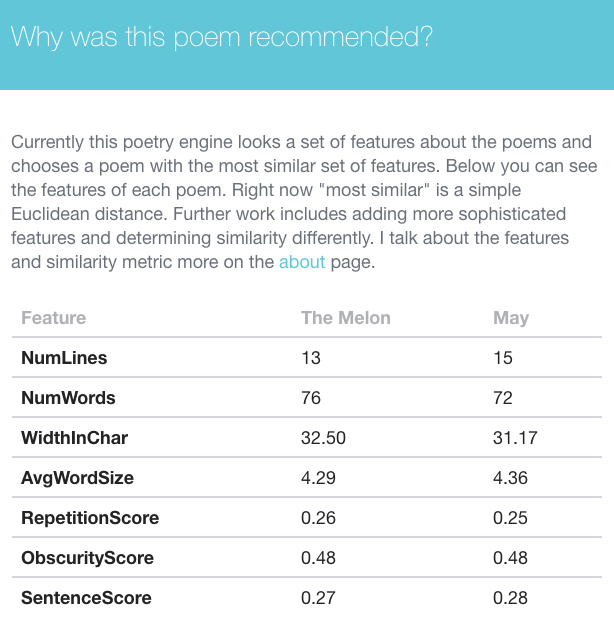 Why was this poem recommended?
Currently this poetry engine looks a set of features about the poems and
chooses a poem with the most similar set of features. Below you can see
the features of each poem. Right now "most similar" is a simple
Euclidean distance. Further work includes adding more sophisticated
features and determining similarity differently. I talk about the features
and similarity metric more on the about page.
Feature The Melon May
NumLines 13 15
NumWords 76 72
WidthInChar 32.50 31.17
AvgWordSize 4.29 4.36
RepetitionScore 0.26 0.25
ObscurityScore 0.48 0.48
SentenceScore 0.27 0.28